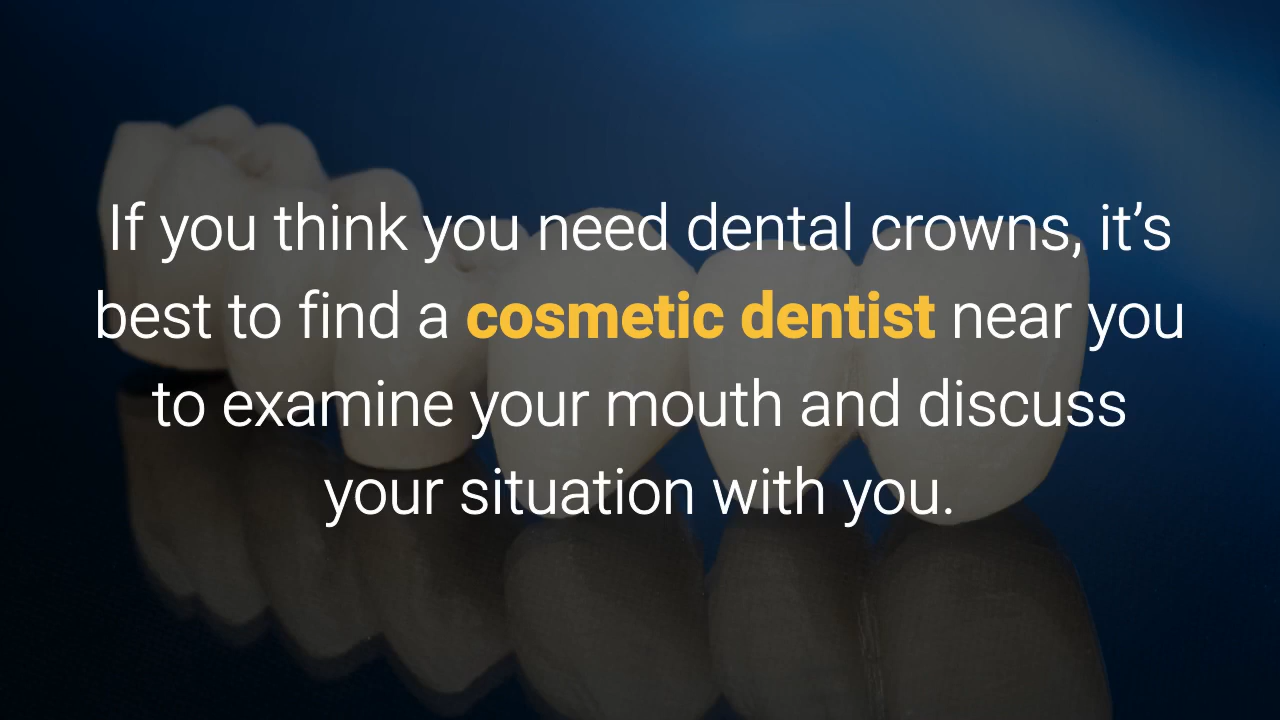 If you think you need dental crowns, it’s
best to find a cosmetic dentist near you
to examine your mouth and discuss
your situation with you.